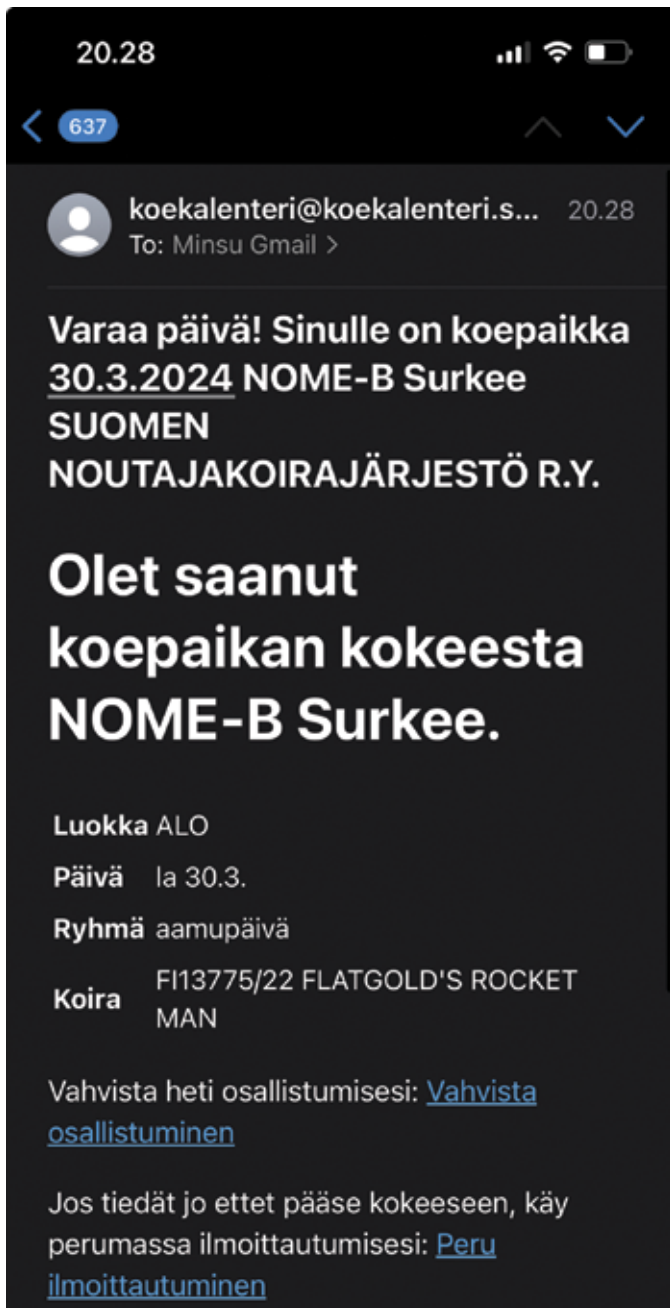 20.28
637
koekalenteri@koekalenteri.s... 20.28
To: Minsu Gmail >
Varaa päivä! Sinulle on koepaikka
30.3.2024 NOME-B Surkee
SUOMEN
NOUTAJAKOIRAJÄRJESTÖ R.Y.
Olet saanut
koepaikan kokeesta
NOME-B Surkee.
Luokka ALO
Päivä la 30.3.
Ryhmä aamupäivä
Koira FI13775/22 FLATGOLD'S ROCKET
MAN
Vahvista heti osallistumisesi: Vahvista
osallistuminen
Jos tiedät jo ettet pääse kokeeseen, käy
perumassa ilmoittautumisesi: Peru
ilmoittautuminen